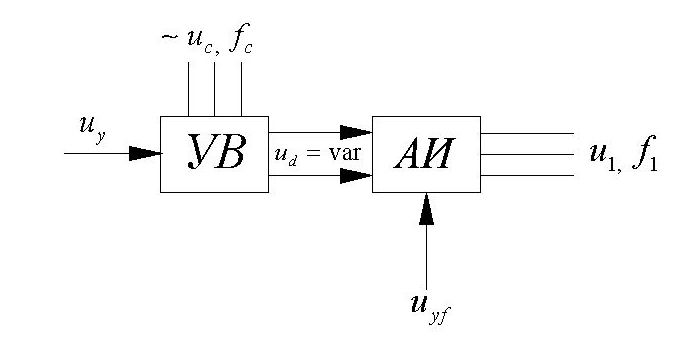 ~ u_c, f_c
u_y
УВ
u_d = var
АИ
u_1, f_1
u_yf